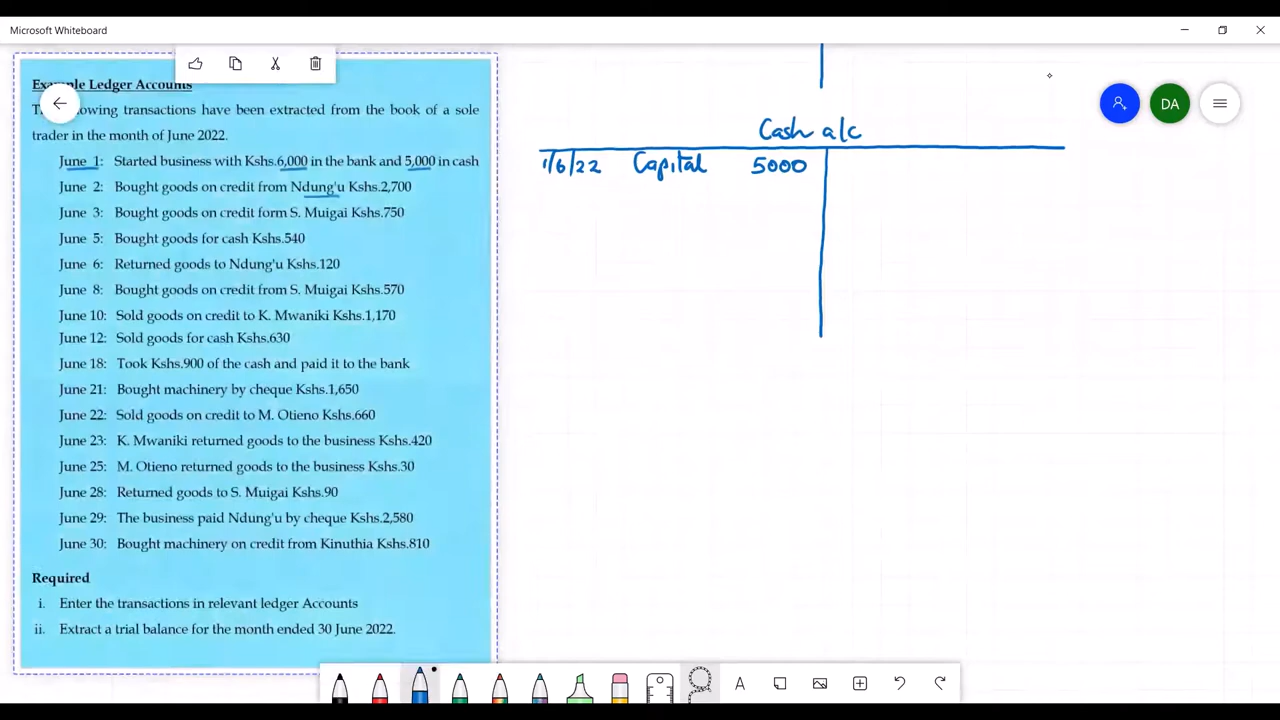 Microsoft Whiteboard
Example Ledger Accounts
lowing transactions have been extracted from the book of a sole
trader in the month of June 2022.
June 1: Started business with Kshs.6,000 in the bank and 5,000 in cash
June 2: Bought goods on credit from Ndung'u Kshs.2,700
June 3: Bought goods on credit form S. Muigai Kshs.750
June 5: Bought goods for cash Kshs.540
June 6: Returned goods to Ndung'u Kshs.120
June 8: Bought goods on credit from S. Muigai Kshs.570
June 10: Sold goods on credit to K. Mwaniki Kshs.1,170
June 12: Sold goods for cash Kshs.630
June 18: Took Kshs.900 of the cash and paid it to the bank
June 21: Bought machinery by cheque Kshs.1,650
June 22: Sold goods on credit to M. Otieno Kshs.660
June 23: K. Mwaniki returned goods to the business Kshs.420
June 25: M. Otieno returned goods to the business Kshs.30
June 28: Returned goods to S. Muigai Kshs.90
June 29: The business paid Ndung'u by cheque Kshs.2,580
June 30: Bought machinery on credit from Kinuthia Kshs.810
Required
i. Enter the transactions in relevant ledger Accounts
ii. Extract a trial balance for the month ended 30 June 2022.
Cash a/c
1/6/22 Capital 5000
DA
A